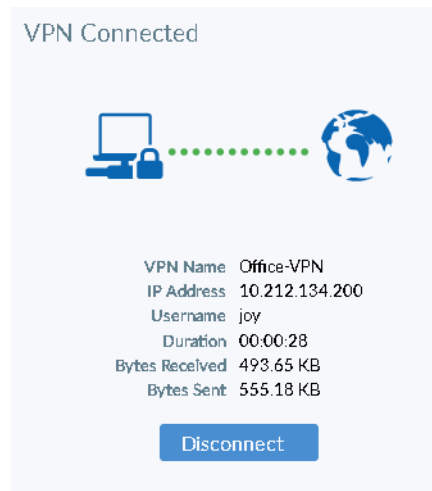 VPN Connected
VPN Name Office-VPN
IP Address 10.212.134.200
Username joy
Duration 00:00:28
Bytes Received 493.65 KB
Bytes Sent 555.18 KB
Disconnect